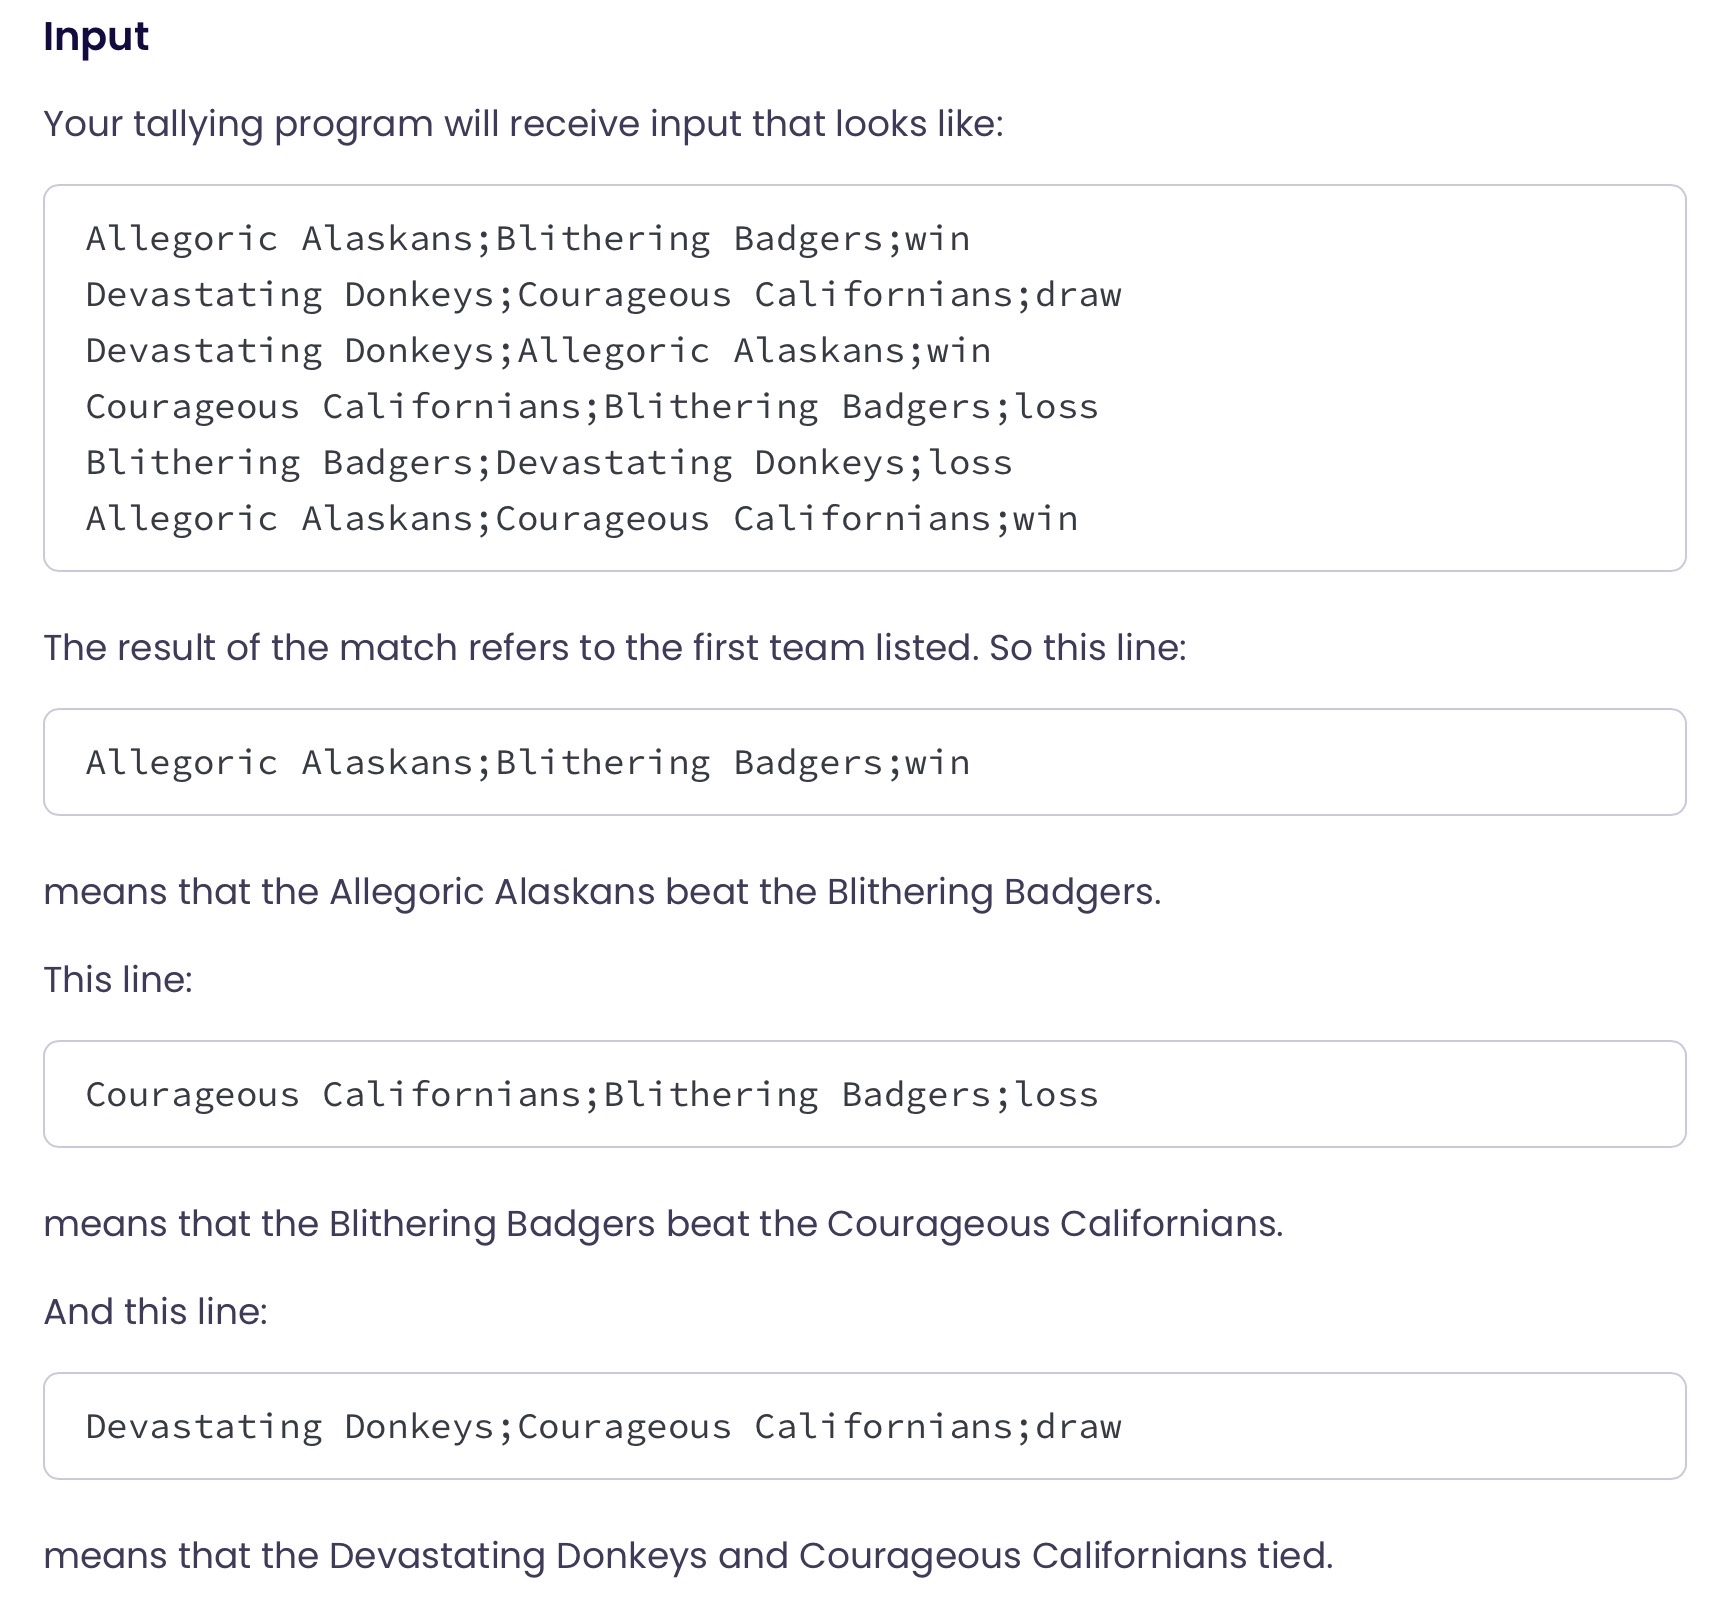 Input
Your tallying program will receive input that looks like:
Allegoric Alaskans;Blithering Badgers;win
Devastating Donkeys;Courageous Californians;draw
Devastating Donkeys;Allegoric Alaskans;win
Courageous Californians;Blithering Badgers;loss
Blithering Badgers;Devastating Donkeys;loss
Allegoric Alaskans;Courageous Californians;win
The result of the match refers to the first team listed. So this line:
Allegoric Alaskans;Blithering Badgers;win
means that the Allegoric Alaskans beat the Blithering Badgers.
This line:
Courageous Californians;Blithering Badgers;loss
means that the Blithering Badgers beat the Courageous Californians.
And this line:
Devastating Donkeys;Courageous Californians;draw
means that the Devastating Donkeys and Courageous Californians tied.